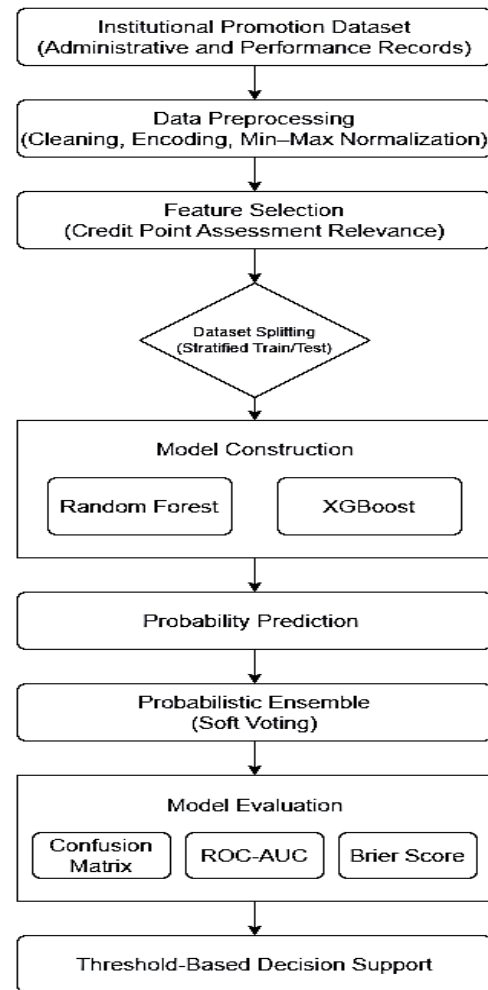 Institutional Promotion Dataset
(Administrative and Performance Records)
Data Preprocessing
(Cleaning, Encoding, Min–Max Normalization)
Feature Selection
(Credit Point Assessment Relevance)
Dataset Splitting
(Stratified Train/Test)
Model Construction
Random Forest
XGBoost
Probability Prediction
Probabilistic Ensemble
(Soft Voting)
Model Evaluation
Confusion
Matrix
ROC-AUC
Brier Score
Threshold-Based Decision Support